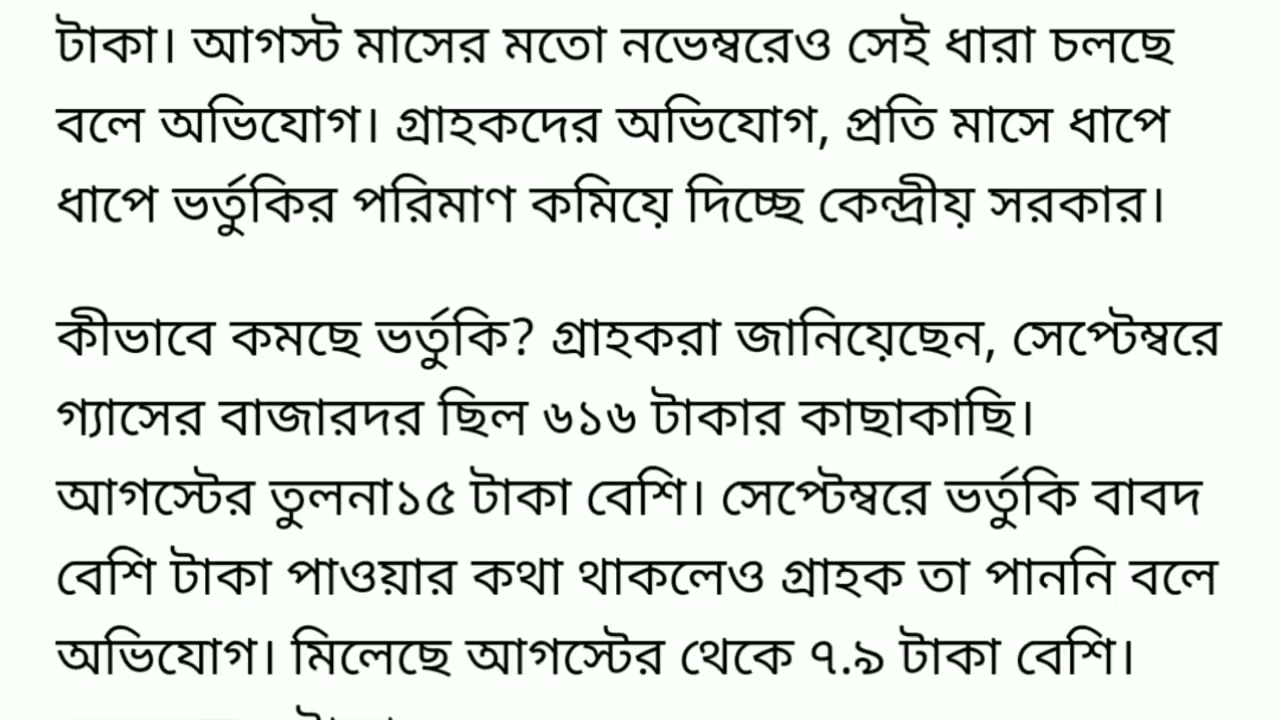 টাকা। আগস্ট মাসের মতো নভেম্বরেও সেই ধারা চলছে
বলে অভিযোগ। গ্রাহকদের অভিযোগ, প্রতি মাসে ধাপে
ধাপে ভর্তুকির পরিমাণ কমিয়ে দিচ্ছে কেন্দ্রীয় সরকার।
কীভাবে কমছে ভর্তুকি? গ্রাহকরা জানিয়েছেন, সেপ্টেম্বরে
গ্যাসের বাজারদর ছিল ৬১৬ টাকার কাছাকাছি।
আগস্টের তুলনা১৫ টাকা বেশি। সেপ্টেম্বরে ভর্তুকি বাবদ
বেশি টাকা পাওয়ার কথা থাকলেও গ্রাহক তা পাননি বলে
অভিযোগ। মিলেছে আগস্টের থেকে ৭.৯ টাকা বেশি।